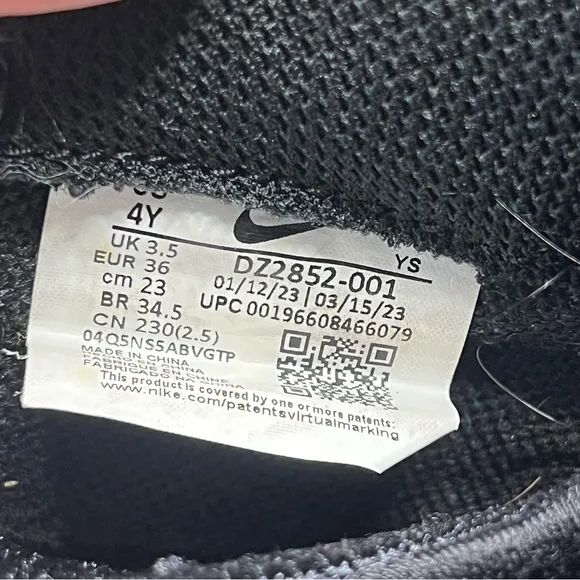 US
4Y
YS
UK 3.5
EUR 36
cm 23
BR 34.5
CN 230(2.5)
DZ2852-001
01/12/23 | 03/15/23
UPC 00196608466079
04Q5NS5ABVGTP
MADE IN CHINA
This product is covered by one or more patents:
www.nike.com/patentsvirtualmarking